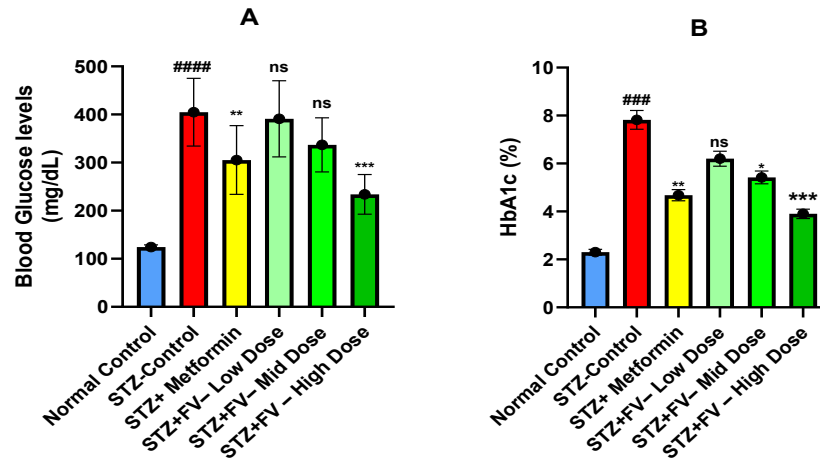 A
Blood Glucose levels
(mg/dL)
500
400
300
200
100
0
####
**
ns
ns
***
Normal Control
STZ-Control
STZ+ Metformin
STZ+FV– Low Dose
STZ+FV– Mid Dose
STZ+FV – High Dose
B
HbA1c (%)
10
8
6
4
2
0
###
**
ns
*
***
Normal Control
STZ-Control
STZ+ Metformin
STZ+FV– Low Dose
STZ+FV– Mid Dose
STZ+FV – High Dose